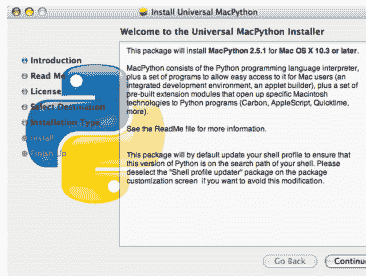 Install Universal MacPython
Welcome to the Universal MacPython Installer
Introduction
Read Me
License
Select Destination
Installation Type
Install
Finish Up
This package will install MacPython 2.5.1 for Mac OS X 10.3 or later.
MacPython consists of the Python programming language interpreter,
plus a set of programs to allow easy access to it for Mac users (an
integrated development environment, an applet builder), plus a set of
pre-built extension modules that open up specific Macintosh
technologies to Python programs (Carbon, AppleScript, Quicktime,
more).
See the ReadMe file for more information.
This package will by default update your shell profile to ensure that
this version of Python is on the search path of your shell. Please
deselect the "Shell profile updater" package on the package
customization screen if you want to avoid this modification.
Go Back
Continue